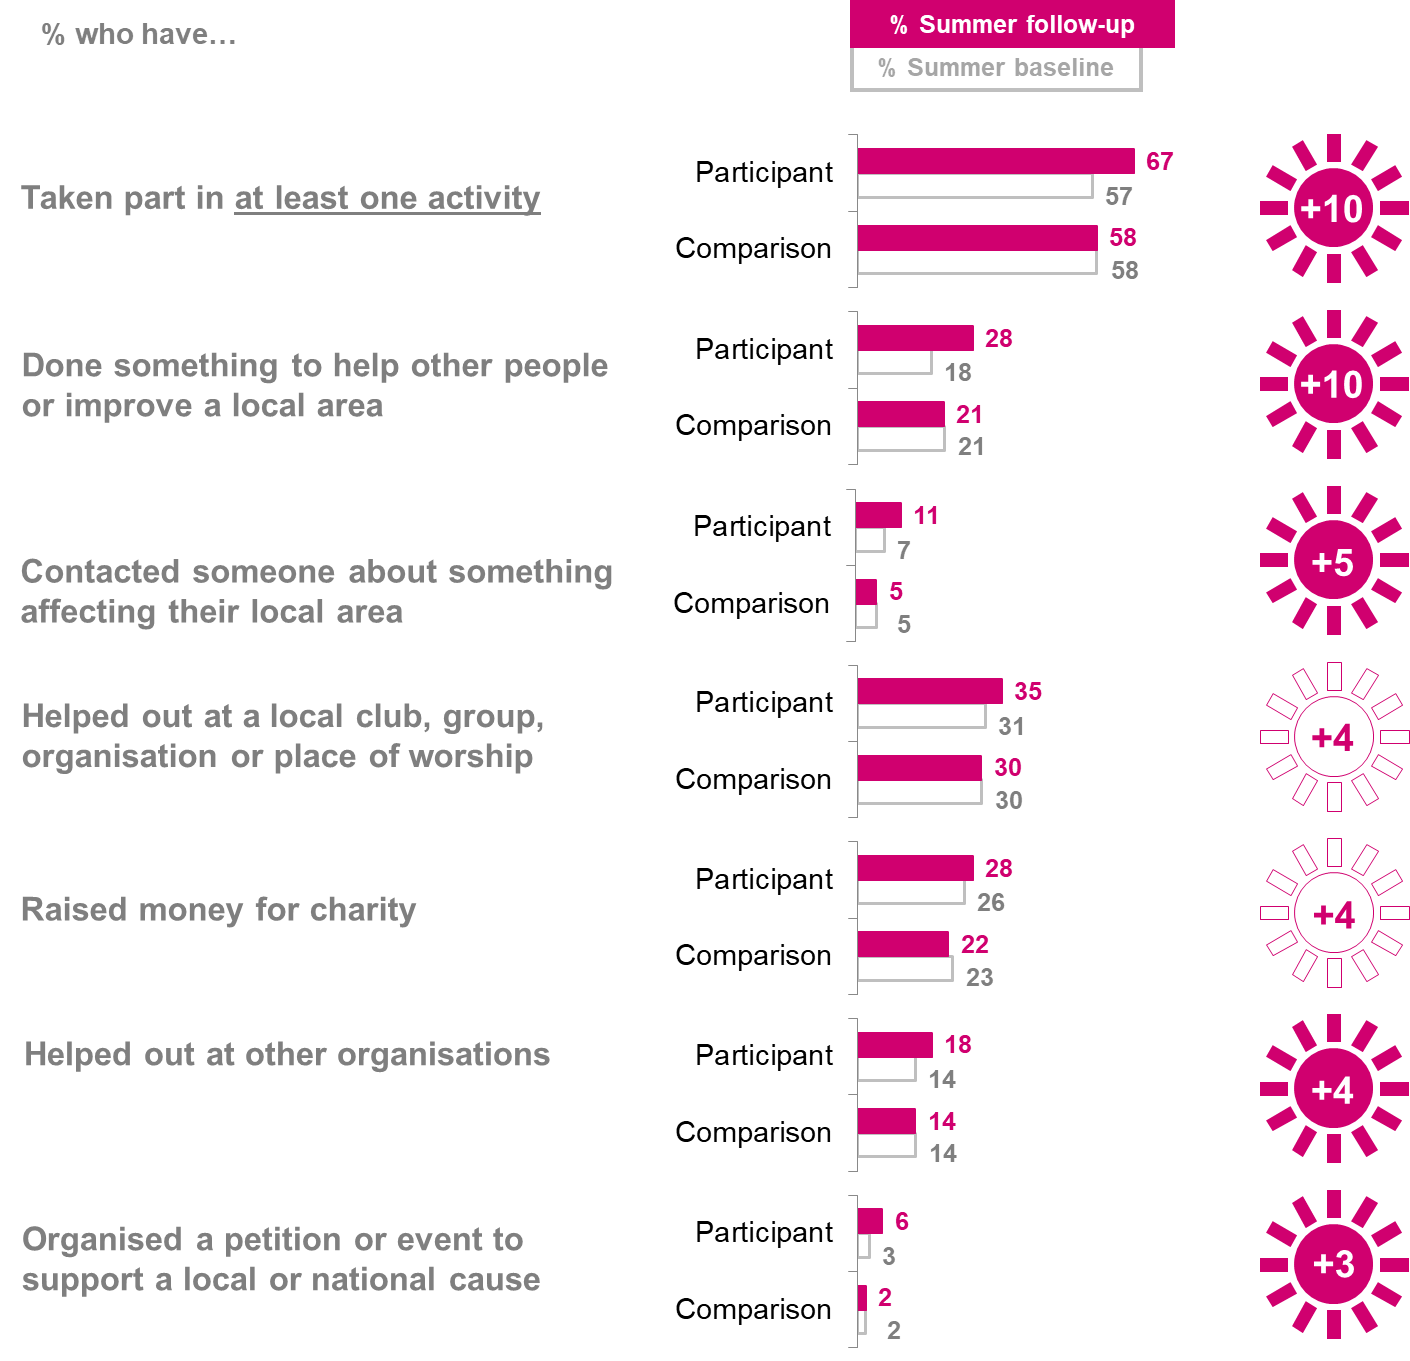 % who have…
% Summer follow-up
% Summer baseline
Taken part in at least one activity
Participant
67
57
Comparison
58
58
+10
Done something to help other people
or improve a local area
Participant
28
18
Comparison
21
21
+10
Contacted someone about something
affecting their local area
Participant
11
7
Comparison
5
5
+5
Helped out at a local club, group,
organisation or place of worship
Participant
35
31
Comparison
30
30
+4
Raised money for charity
Participant
28
26
Comparison
22
23
+4
Helped out at other organisations
Participant
18
14
Comparison
14
14
+4
Organised a petition or event to
support a local or national cause
Participant
6
3
Comparison
2
2
+3